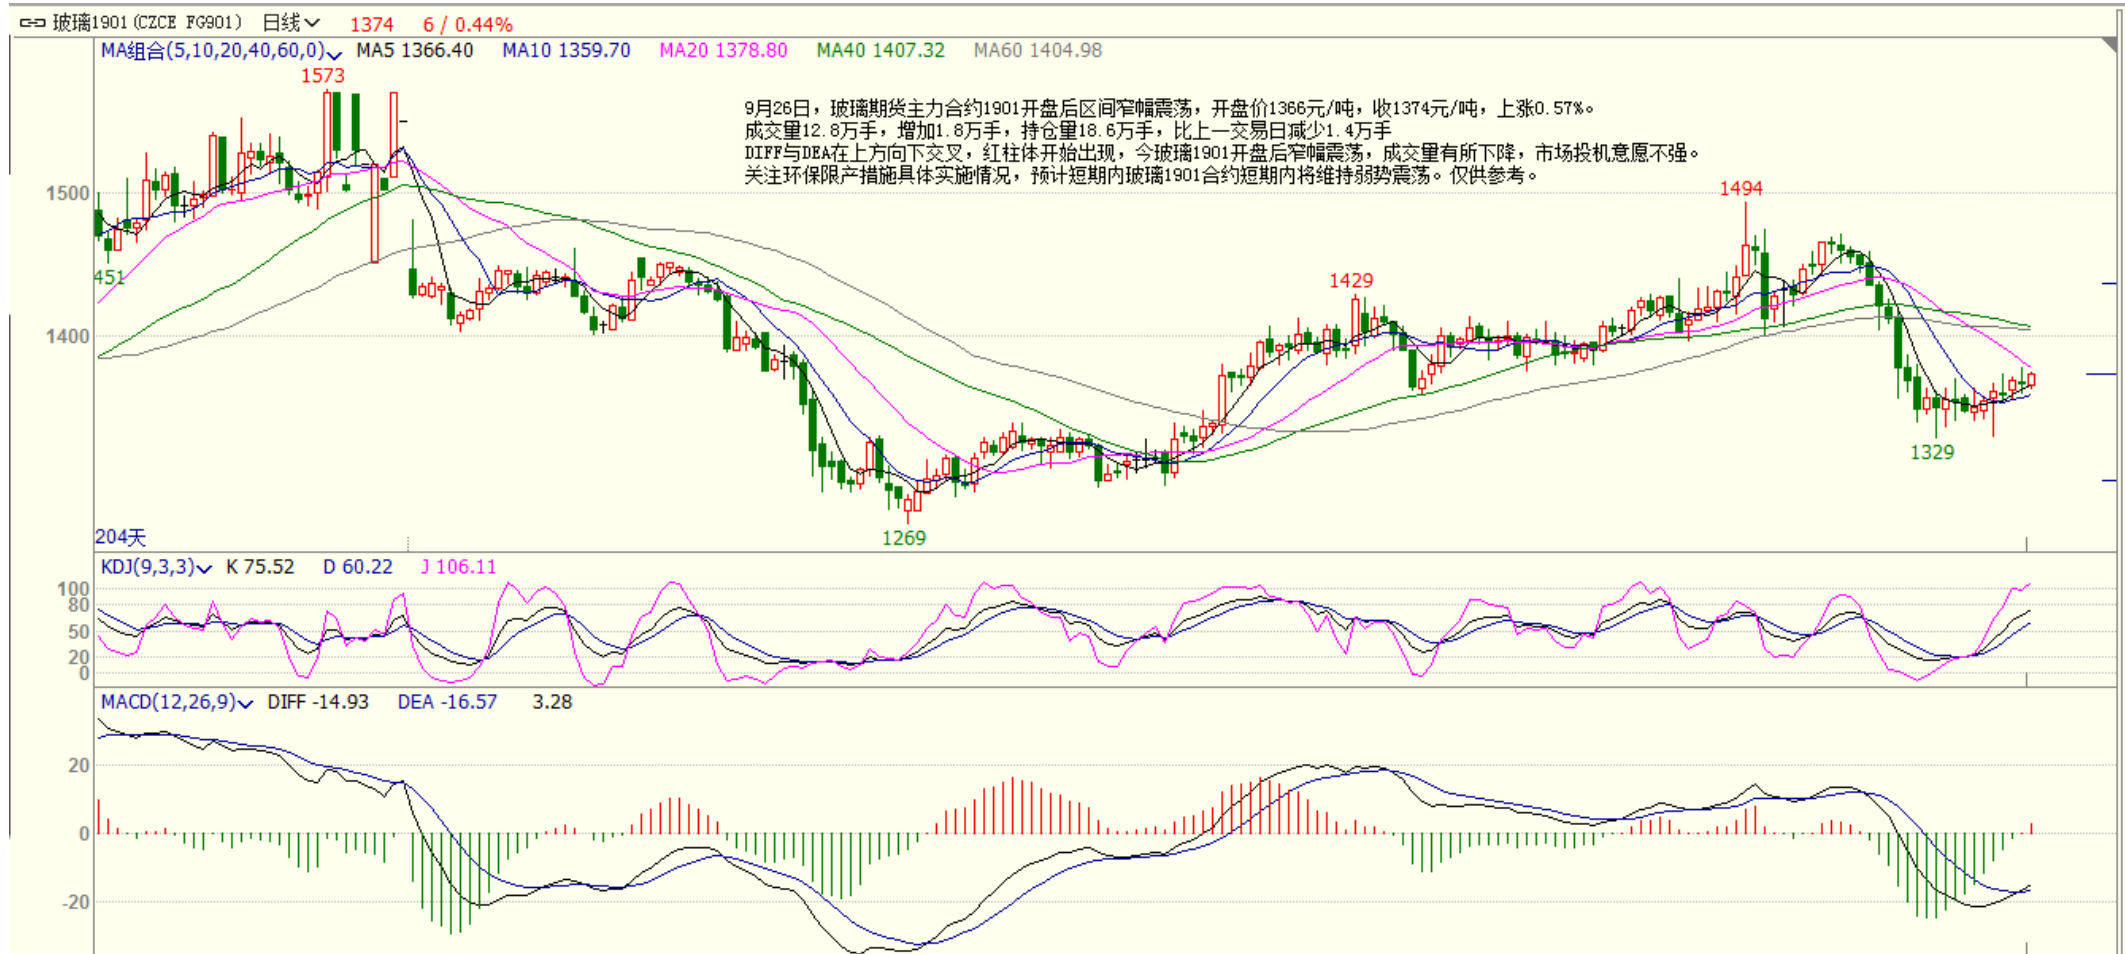 玻璃1901(CZCE FG901) 日线 1374 6 / 0.44%
MA组合(5,10,20,40,60,0) MA5 1366.40 MA10 1359.70 MA20 1378.80 MA40 1407.32 MA60 1404.98
1573
9月26日，玻璃期货主力合约1901开盘后区间窄幅震荡，开盘价1366元/吨，收1374元/吨，上涨0.57%。
成交量12.8万手，增加1.8万手，持仓量18.6万手，比上一交易日减少1.4万手
DIFF与DEA在上方向下交叉，红柱体开始出现，今玻璃1901开盘后窄幅震荡，成交量有所下降，市场投机意愿不强。
关注环保限产措施具体实施情况，预计短期内玻璃1901合约短期内将维持弱势震荡。仅供参考。
1500
1494
451
1429
1400
1329
204天
1269
KDJ(9,3,3) K 75.52 D 60.22 J 106.11
100
80
50
20
0
MACD(12,26,9) DIFF -14.93 DEA -16.57 3.28
20
0
-20